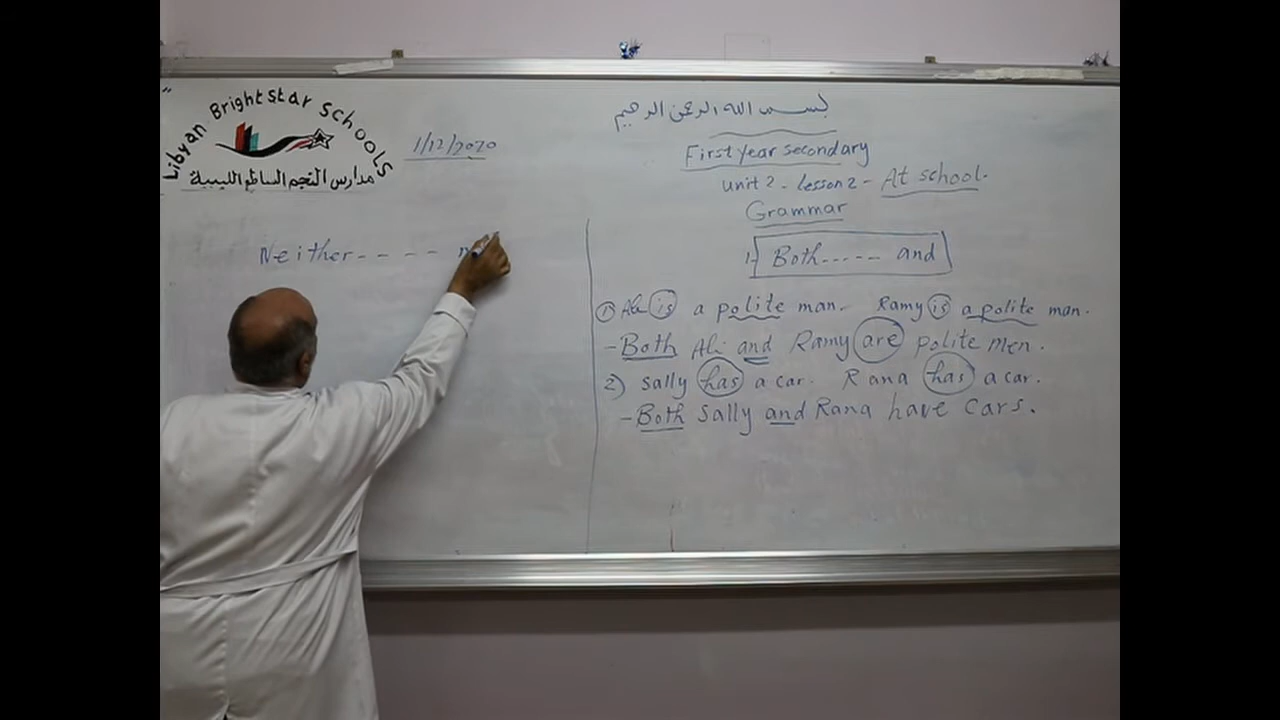 Libyan Bright star Schools
مدارس النجم الساطع الليبية
1/12/2020
Neither - - - - n
بسم الله الرحمن الرحيم
First year secondary
Unit 2 - Lesson 2 - At school.
Grammar
1- Both ----- and
1) Ali is a polite man. Ramy is a polite man.
- Both Ali and Ramy are polite men.
2) Sally has a car. Rana has a car.
- Both Sally and Rana have cars.